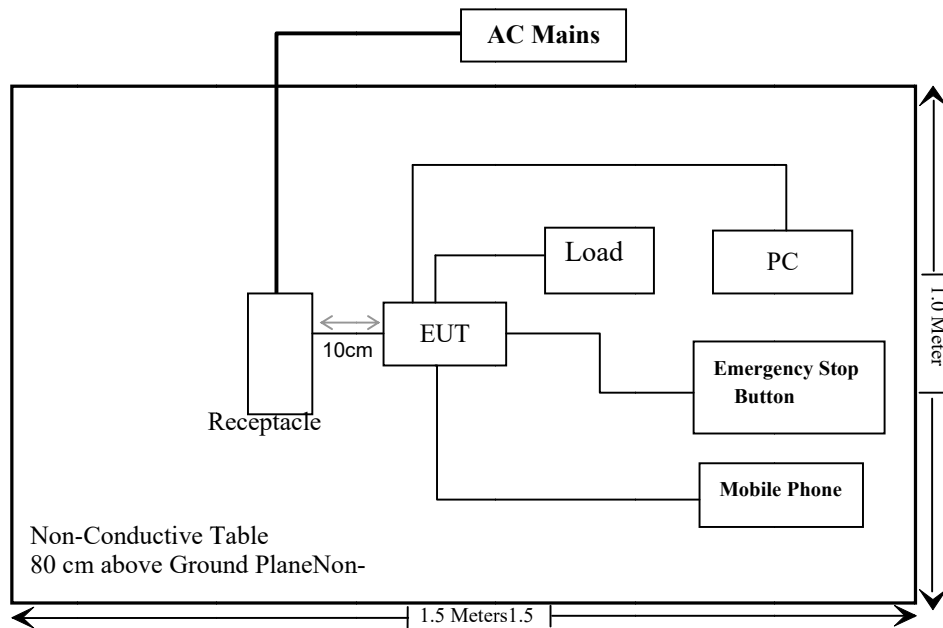 AC Mains
Load
PC
1.0 Meter
EUT
10cm
Emergency Stop
Button
Receptacle
Mobile Phone
Non-Conductive Table
80 cm above Ground PlaneNon-
1.5 Meters1.5